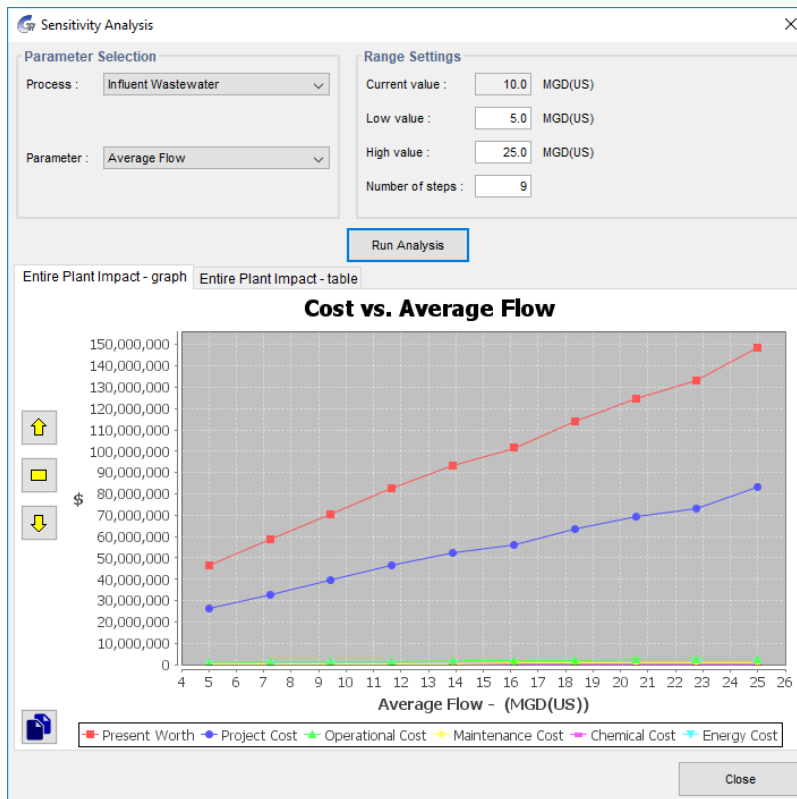 Sensitivity Analysis
Parameter Selection
Process : Influent Wastewater
Parameter : Average Flow
Range Settings
Current value : 10.0 MGD(US)
Low value : 5.0 MGD(US)
High value : 25.0 MGD(US)
Number of steps : 9
Run Analysis
Entire Plant Impact - graph Entire Plant Impact - table
Cost vs. Average Flow
150,000,000
140,000,000
130,000,000
120,000,000
110,000,000
100,000,000
90,000,000
$ 80,000,000
70,000,000
60,000,000
50,000,000
40,000,000
30,000,000
20,000,000
10,000,000
0
4 5 6 7 8 9 10 11 12 13 14 15 16 17 18 19 20 21 22 23 24 25 26
Average Flow - (MGD(US))
Present Worth Project Cost Operational Cost Maintenance Cost Chemical Cost Energy Cost
Close